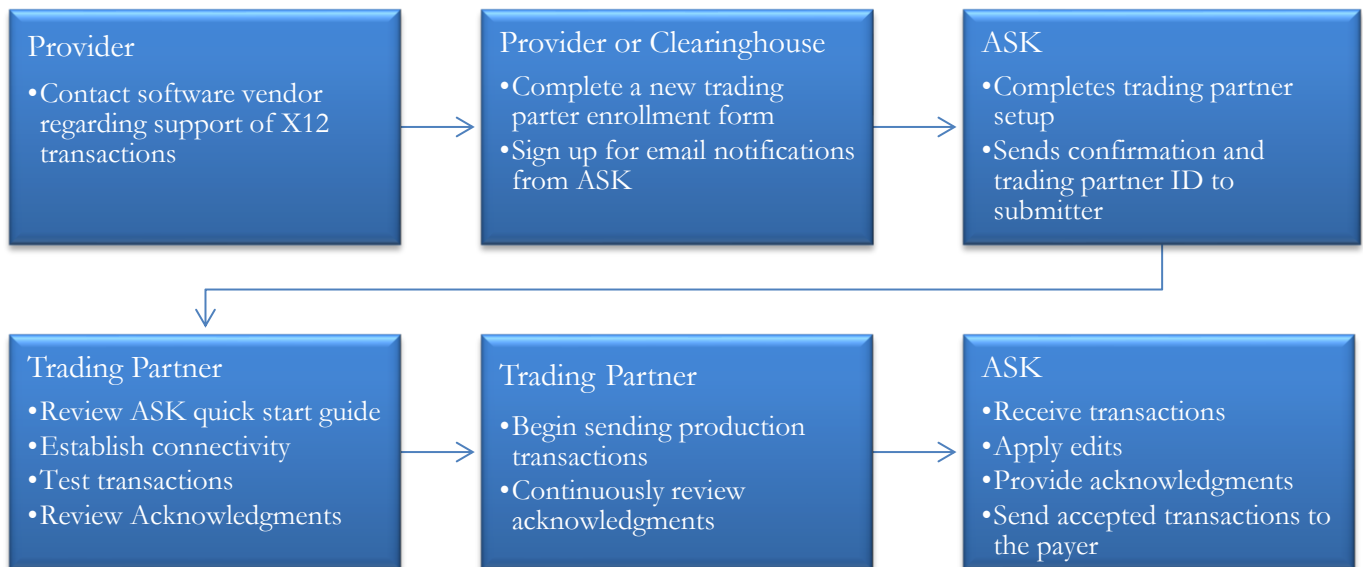 Provider
•Contact software vendor
regarding support of X12
transactions
Provider or Clearinghouse
•Complete a new trading
parter enrollment form
•Sign up for email notifications
from ASK
ASK
•Completes trading partner
setup
•Sends confirmation and
trading partner ID to
submitter
Trading Partner
•Review ASK quick start guide
•Establish connectivity
•Test transactions
•Review Acknowledgments
Trading Partner
•Begin sending production
transactions
•Continuously review
acknowledgments
ASK
•Receive transactions
•Apply edits
•Provide acknowledgments
•Send accepted transactions to
the payer